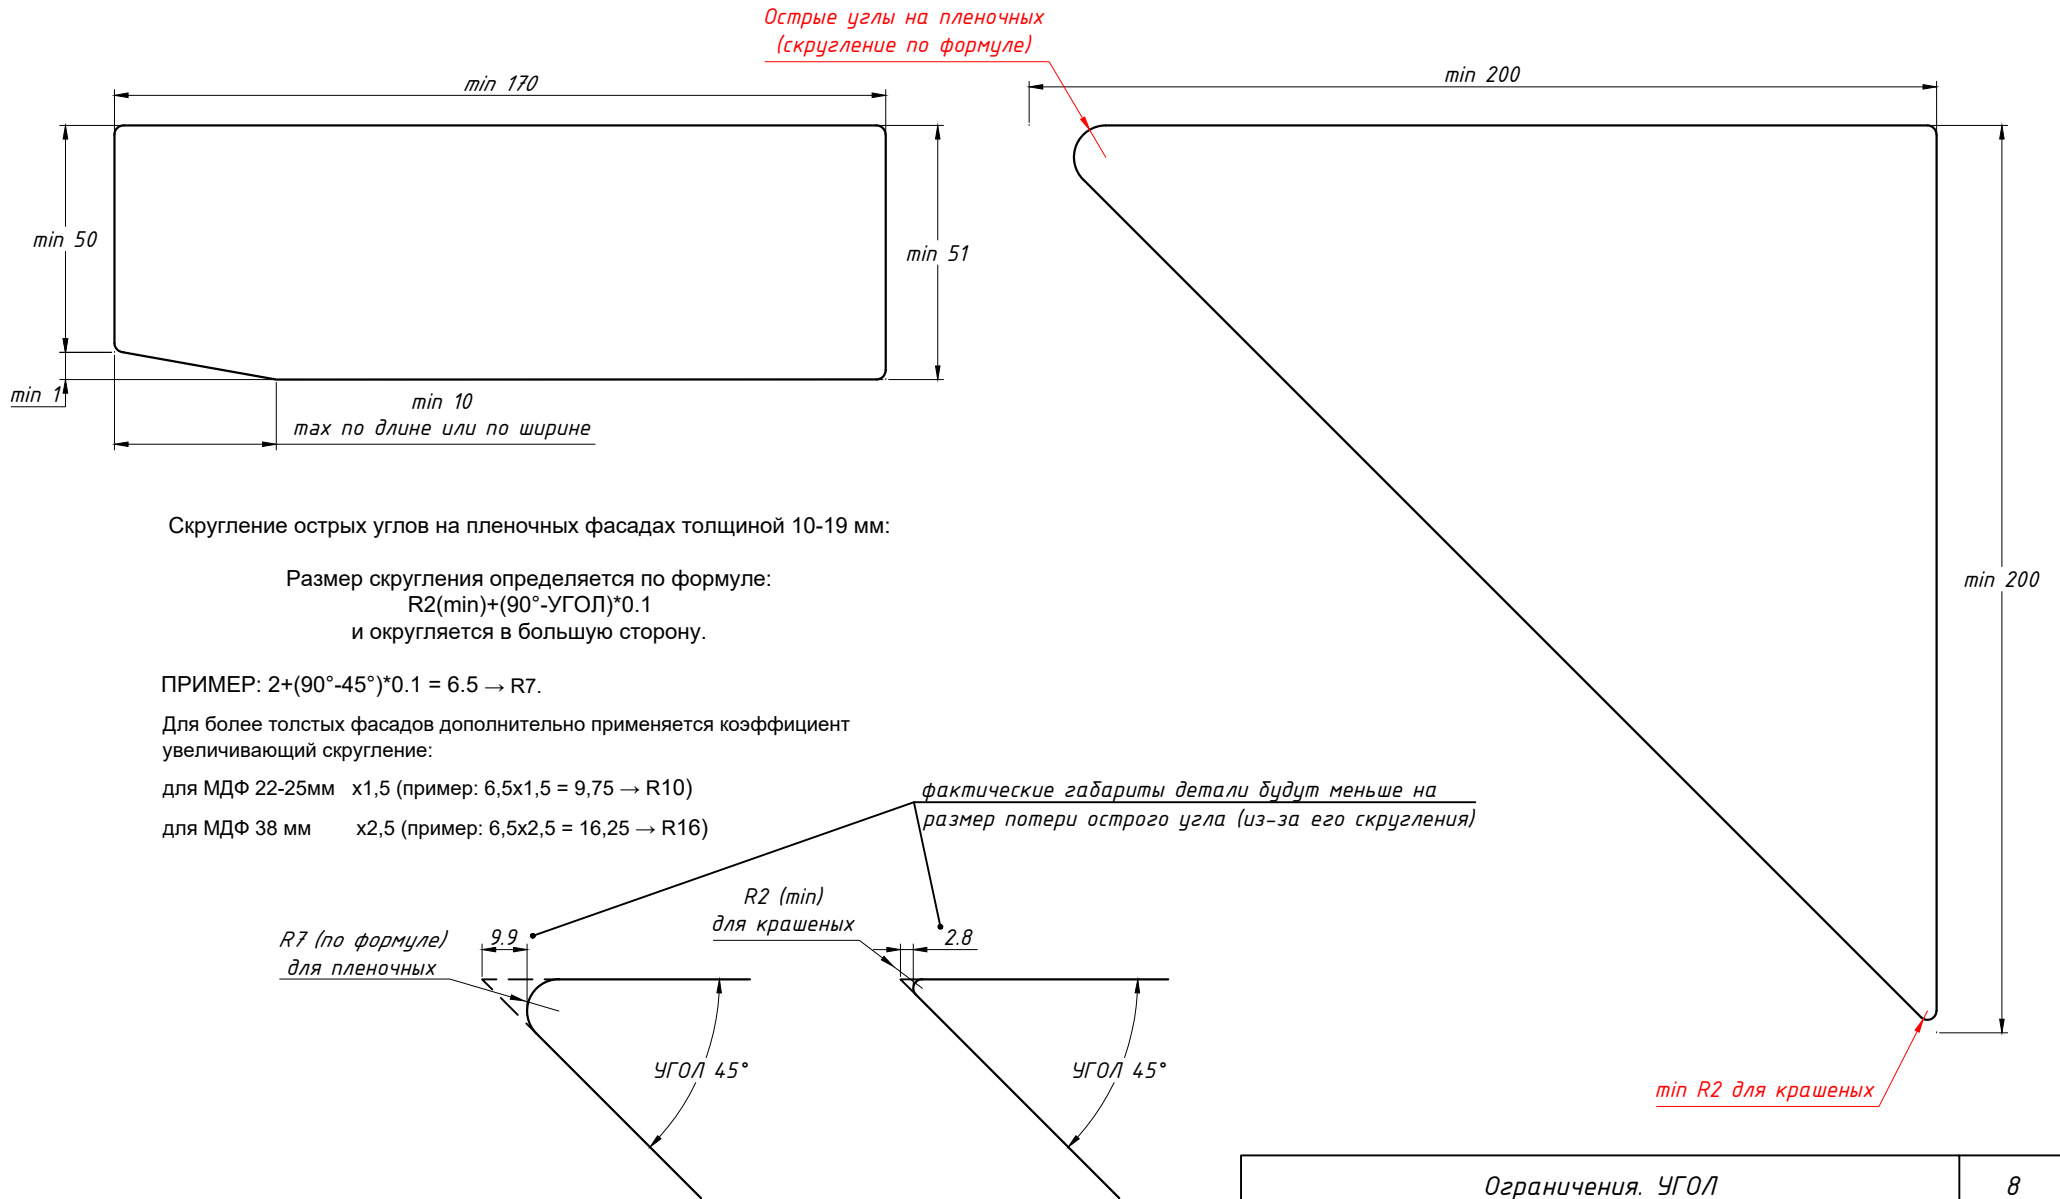 Острые углы на пленочных
(скругление по формуле)
min 170
min 200
min 50
min 51
min 1
min 10
max по длине или по ширине
min 200
Скругление острых углов на пленочных фасадах толщиной 10-19 мм:
Размер скругления определяется по формуле:
R2(min)+(90°-УГОЛ)*0.1
и округляется в большую сторону.
ПРИМЕР: 2+(90°-45°)*0.1 = 6.5 → R7.
Для более толстых фасадов дополнительно применяется коэффициент
увеличивающий скругление:
для МДФ 22-25мм x1,5 (пример: 6,5x1,5 = 9,75 → R10)
для МДФ 38 мм x2,5 (пример: 6,5x2,5 = 16,25 → R16)
фактические габариты детали будут меньше на
размер потери острого угла (из-за его скругления)
R7 (по формуле)
для пленочных
9.9
R2 (min)
для крашеных
2.8
УГОЛ 45°
УГОЛ 45°
min R2 для крашеных
Ограничения. УГОЛ
8